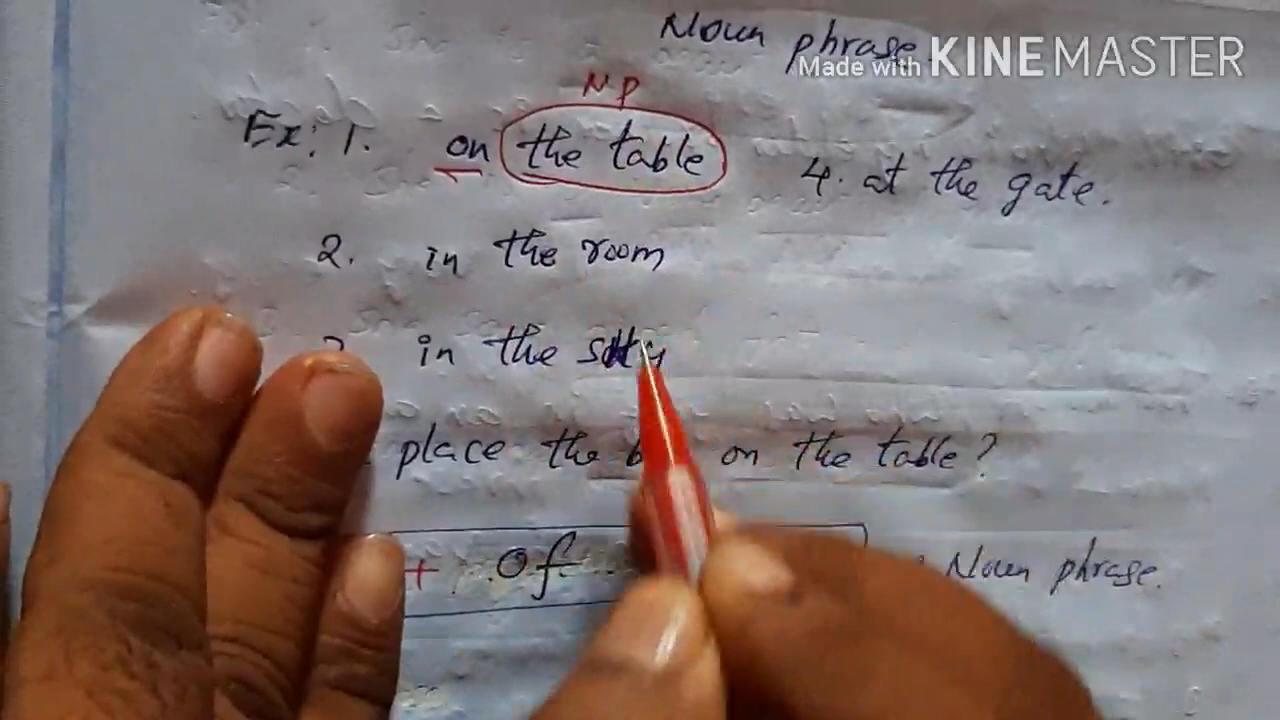 Noun phrase.
Made with KINEMASTER
NP
Ex: 1. on the table
4. at the gate.
2. in the room
in the
place the on the table?
+ of
Noun phrase.